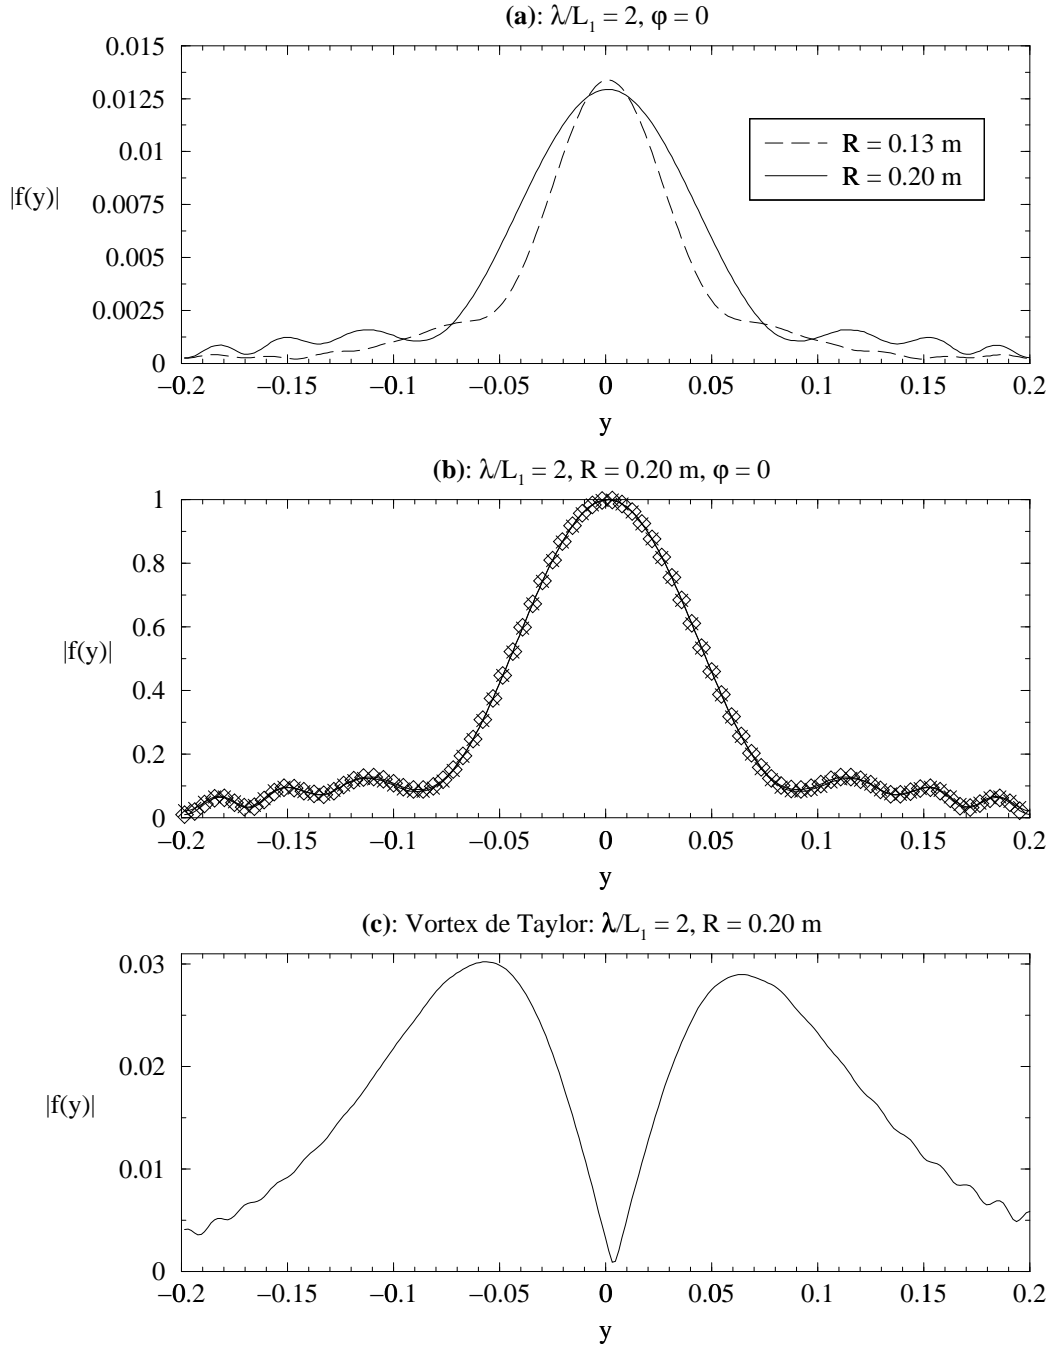 (a): λ/L₁ = 2, φ = 0
0.015
0.0125
0.01
0.0075
0.005
0.0025
0
|f(y)|
R = 0.13 m
R = 0.20 m
−0.2 −0.15 −0.1 −0.05 0 0.05 0.1 0.15 0.2
y
(b): λ/L₁ = 2, R = 0.20 m, φ = 0
1
0.8
0.6
0.4
0.2
0
|f(y)|
−0.2 −0.15 −0.1 −0.05 0 0.05 0.1 0.15 0.2
y
(c): Vortex de Taylor: λ/L₁ = 2, R = 0.20 m
0.03
0.02
0.01
0
|f(y)|
−0.2 −0.15 −0.1 −0.05 0 0.05 0.1 0.15 0.2
y